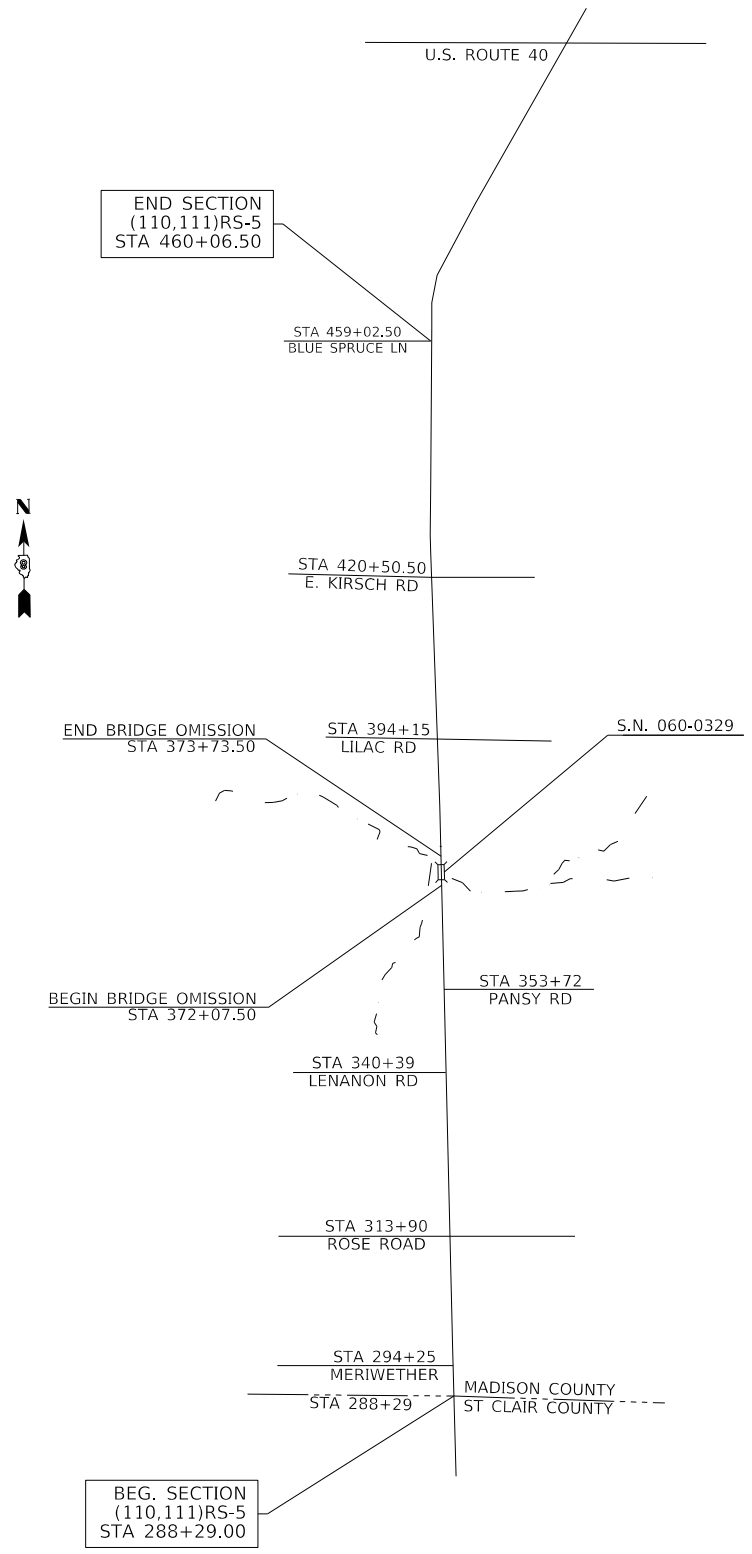 U.S. ROUTE 40
END SECTION
(110,111)RS-5
STA 460+06.50
STA 459+02.50
BLUE SPRUCE LN
N
STA 420+50.50
E. KIRSCH RD
END BRIDGE OMISSION
STA 373+73.50
STA 394+15
LILAC RD
S.N. 060-0329
BEGIN BRIDGE OMISSION
STA 372+07.50
STA 353+72
PANSY RD
STA 340+39
LENANON RD
STA 313+90
ROSE ROAD
STA 294+25
MERIWETHER
STA 288+29
MADISON COUNTY
ST CLAIR COUNTY
BEG. SECTION
(110,111)RS-5
STA 288+29.00